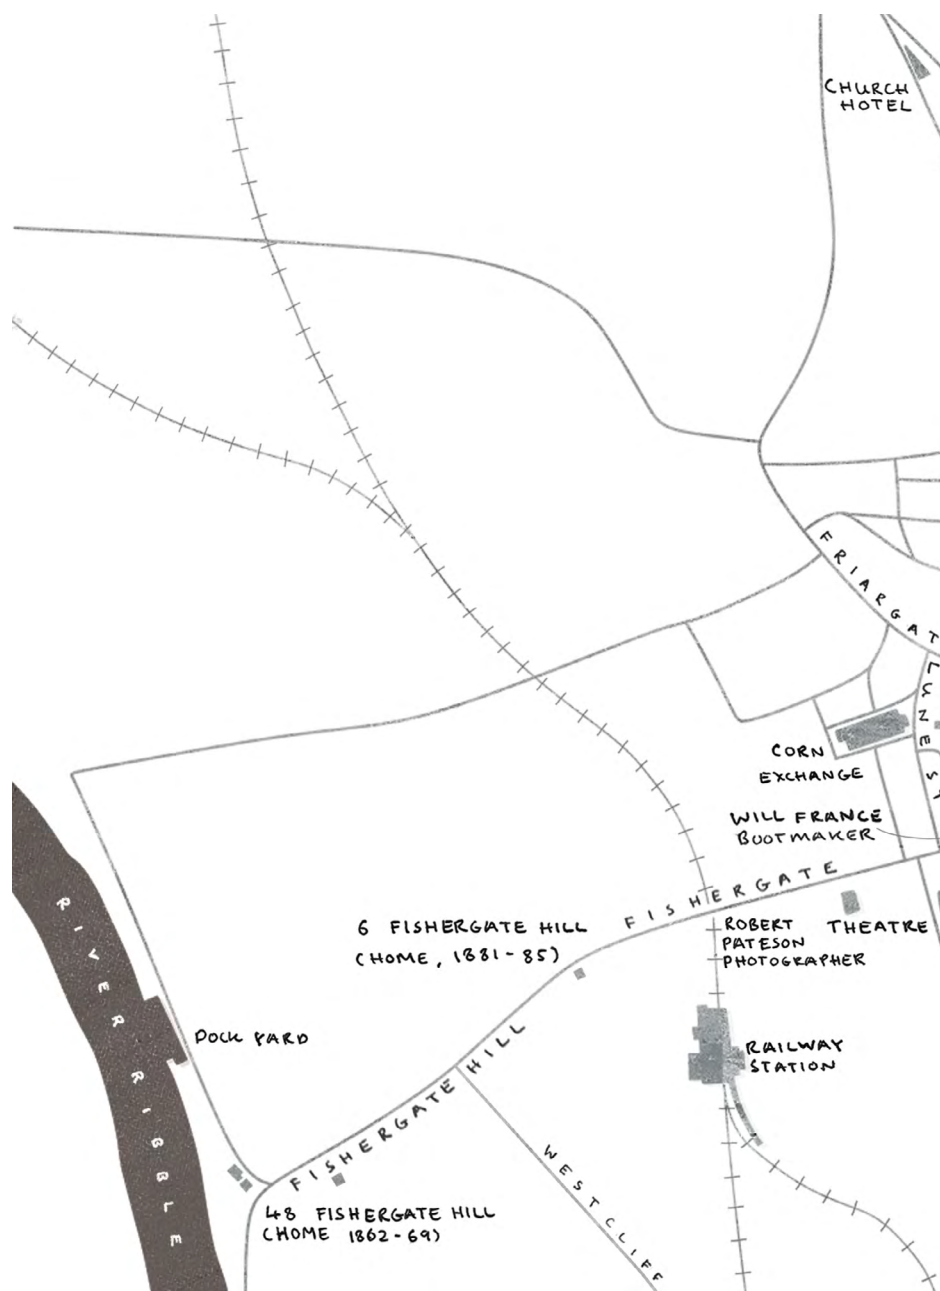 CHURCH
HOTEL
FRIARGAT
LUNE ST
CORN
EXCHANGE
WILL FRANCE
BOOTMAKER
FISHERGATE
6 FISHERGATE HILL
(HOME, 1881-85)
ROBERT
PATESON
PHOTOGRAPHER
THEATRE
RIVER RIBBLE
DOCK YARD
RAILWAY
STATION
FISHERGATE HILL
WESTCLIFF
48 FISHERGATE HILL
(HOME 1862-69)